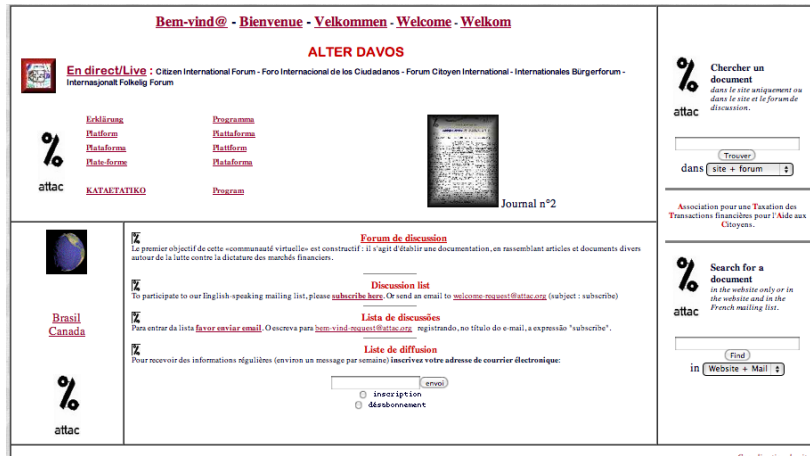 Bem-vind@ - Bienvenue - Velkommen - Welcome - Welkom
ALTER DAVOS
En direct/Live : Citizen International Forum - Foro Internacional de los Ciudadanos - Forum Citoyen International - Internationales Bürgerforum -
Internasjonalt Folkelig Forum
Erklärung
Programma
Platform
Piattaforma
Plataforma
Plattform
Plate-forme
Plataforma
attac
KATAETATIKO
Program
Journal n°2
Chercher un
document
dans le site uniquement ou
dans le site et le forum de
discussion.
attac
Trouver
dans site + forum
Association pour une Taxation des
Transactions financières pour l'Aide aux
Citoyens.
Search for a
document
in the website only or in
the website and in the
French mailing list.
attac
Find
in Website + Mail
Brasil
Canada
attac
Forum de discussion
Le premier objectif de cette «communauté virtuelle» est constructif : il s'agit d'établir une documentation, en rassemblant articles et documents divers
autour de la lutte contre la dictature des marchés financiers.
Discussion list
To participate to our English-speaking mailing list, please subscribe here. Or send an email to welcome-request@attac.org (subject : subscribe)
Lista de discussões
Para entrar da lista favor enviar email. O escreva para bem-vind-request@attac.org registrando, no título do e-mail, a expressão "subscribe".
Liste de diffusion
Pour recevoir des informations régulières (environ un message par semaine) inscrivez votre adresse de courrier électronique:
envoi
inscription
désabonnement